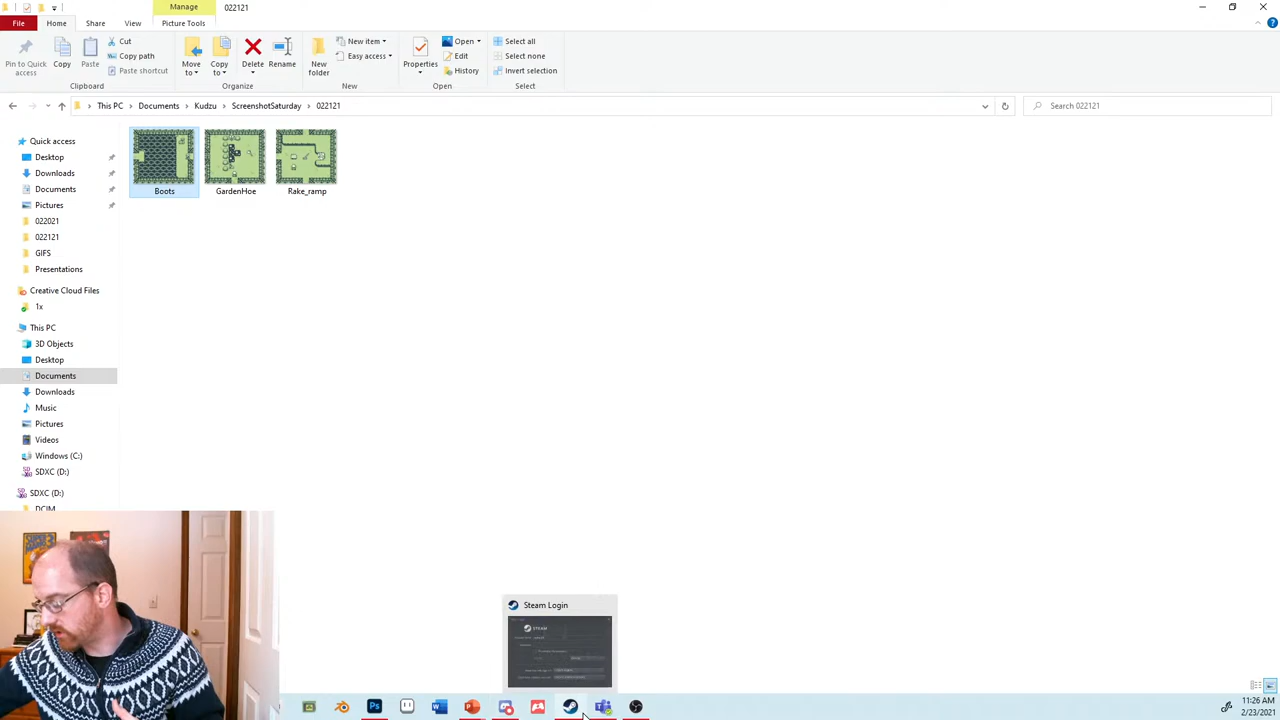 Manage
022121
File
Home
Share
View
Picture Tools
Pin to Quick access
Copy
Paste
Cut
Copy path
Paste shortcut
Clipboard
Move to
Copy to
Delete
Rename
Organize
New folder
New item
Easy access
New
Properties
Open
Edit
History
Open
Select all
Select none
Invert selection
Select
This PC > Documents > Kudzu > ScreenshotSaturday > 022121
Search 022121
Quick access
Desktop
Downloads
Documents
Pictures
022021
022121
GIFS
Presentations
Creative Cloud Files
1x
This PC
3D Objects
Desktop
Documents
Downloads
Music
Pictures
Videos
Windows (C:)
SDXC (D:)
SDXC (D:)
DCIM
Boots
GardenHoe
Rake_ramp
Steam Login
STEAM
11:26 AM
2/23/2021